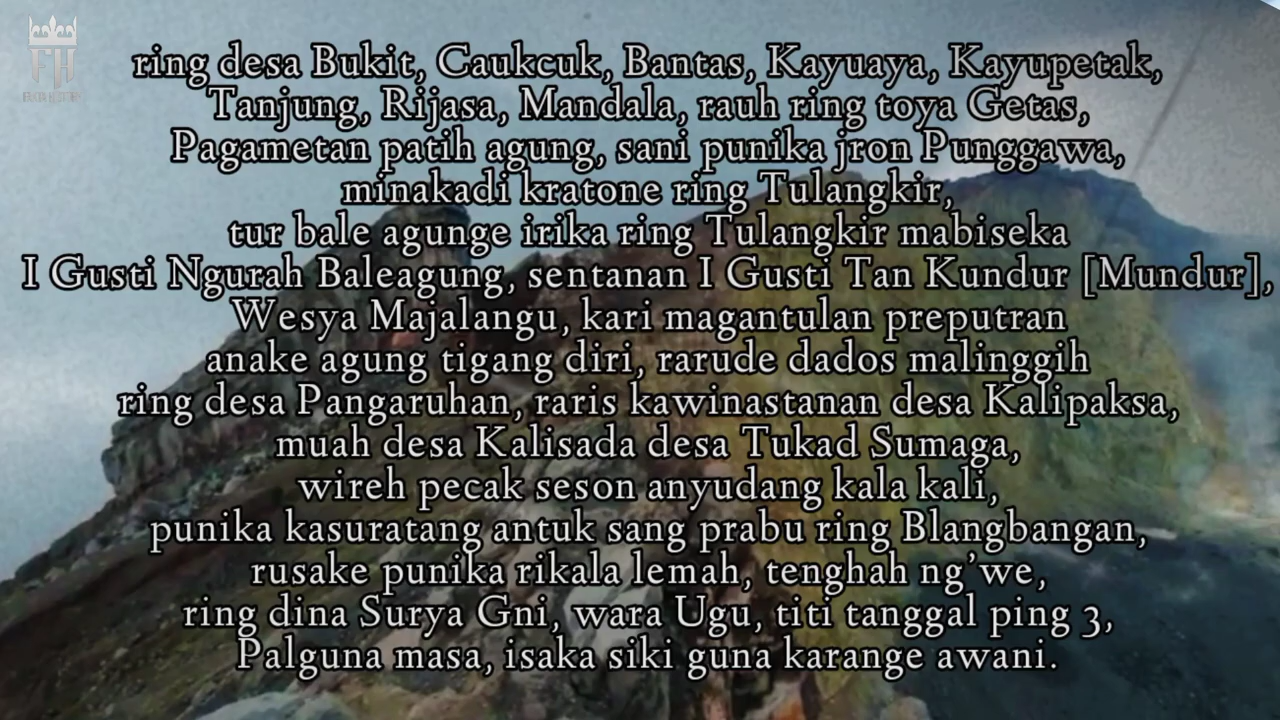 FH
ring desa Bukit, Gaukcuk, Bantas, Kayuaya, Kayupetak,
Tanjung, Rijasa, Mandala, rauh ring toya Getas,
Pagametan patih agung, sani punika jron Punggawa,
minakadi kratone ring Tulangkir,
tur bale agunge irika ring Tulangkir mabiseka
I Gusti Ngurah Baleagung, sentanan I Gusti Tan Kundur [Mundur],
Wesya Majalangu, kari magantulan preputran
anake agung tigang diri, rarude dados malinggih
ring desa Pangaruhan, raris kawinastanan desa Kalipaksa,
muah desa Kalisada desa Tukad Sumaga,
wireh pecak seson anyudang kala kali,
punika kasuratang antuk sang prabu ring Blangbangan,
rusake punika rikala lemah, tenghah ng'we,
ring dina Surya Gni, wara Ugu, titi tanggal ping 3,
Palguna masa, isaka siki guna karange awani.